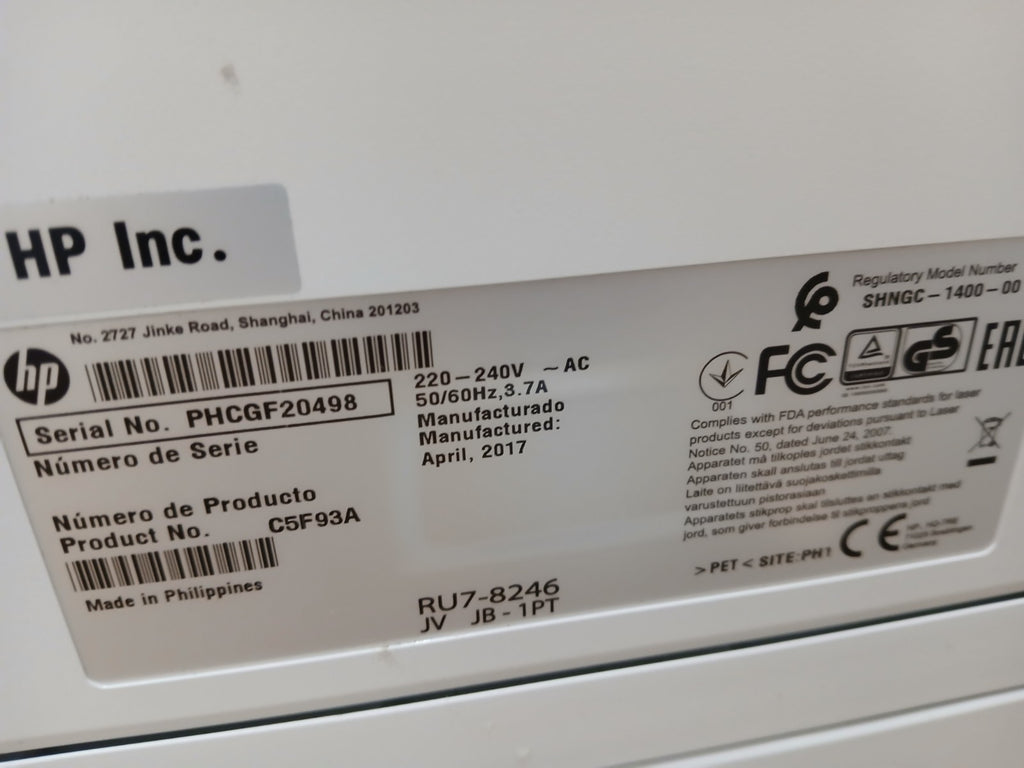 HP Inc.
No. 2727 Jinke Road, Shanghai, China 201203
hp
Serial No. PHCGF20498
Número de Serie
Número de Producto
Product No. C5F93A
Made in Philippines
220-240V ~AC
50/60Hz,3.7A
Manufacturado
Manufactured:
April, 2017
RU7-8246
JV JB-1PT
Regulatory Model Number
SHNGC-1400-00
001
FC
GS
EAC
Complies with FDA performance standards for laser
products except for deviations pursuant to Laser
Notice No. 50, dated June 24, 2007.
Apparatet må tilkoples jordet stikkontakt
Apparaten skall anslutas till jordat uttag
Laite on liitettävä suojakoskettimilla
varustettuun pistorasiaan
Apparatets stikprop skal tilsluttes en stikkontakt med
jord, som giver forbindelse til stikproppens jord.
>PET< SITE:PH1
CE
Germany